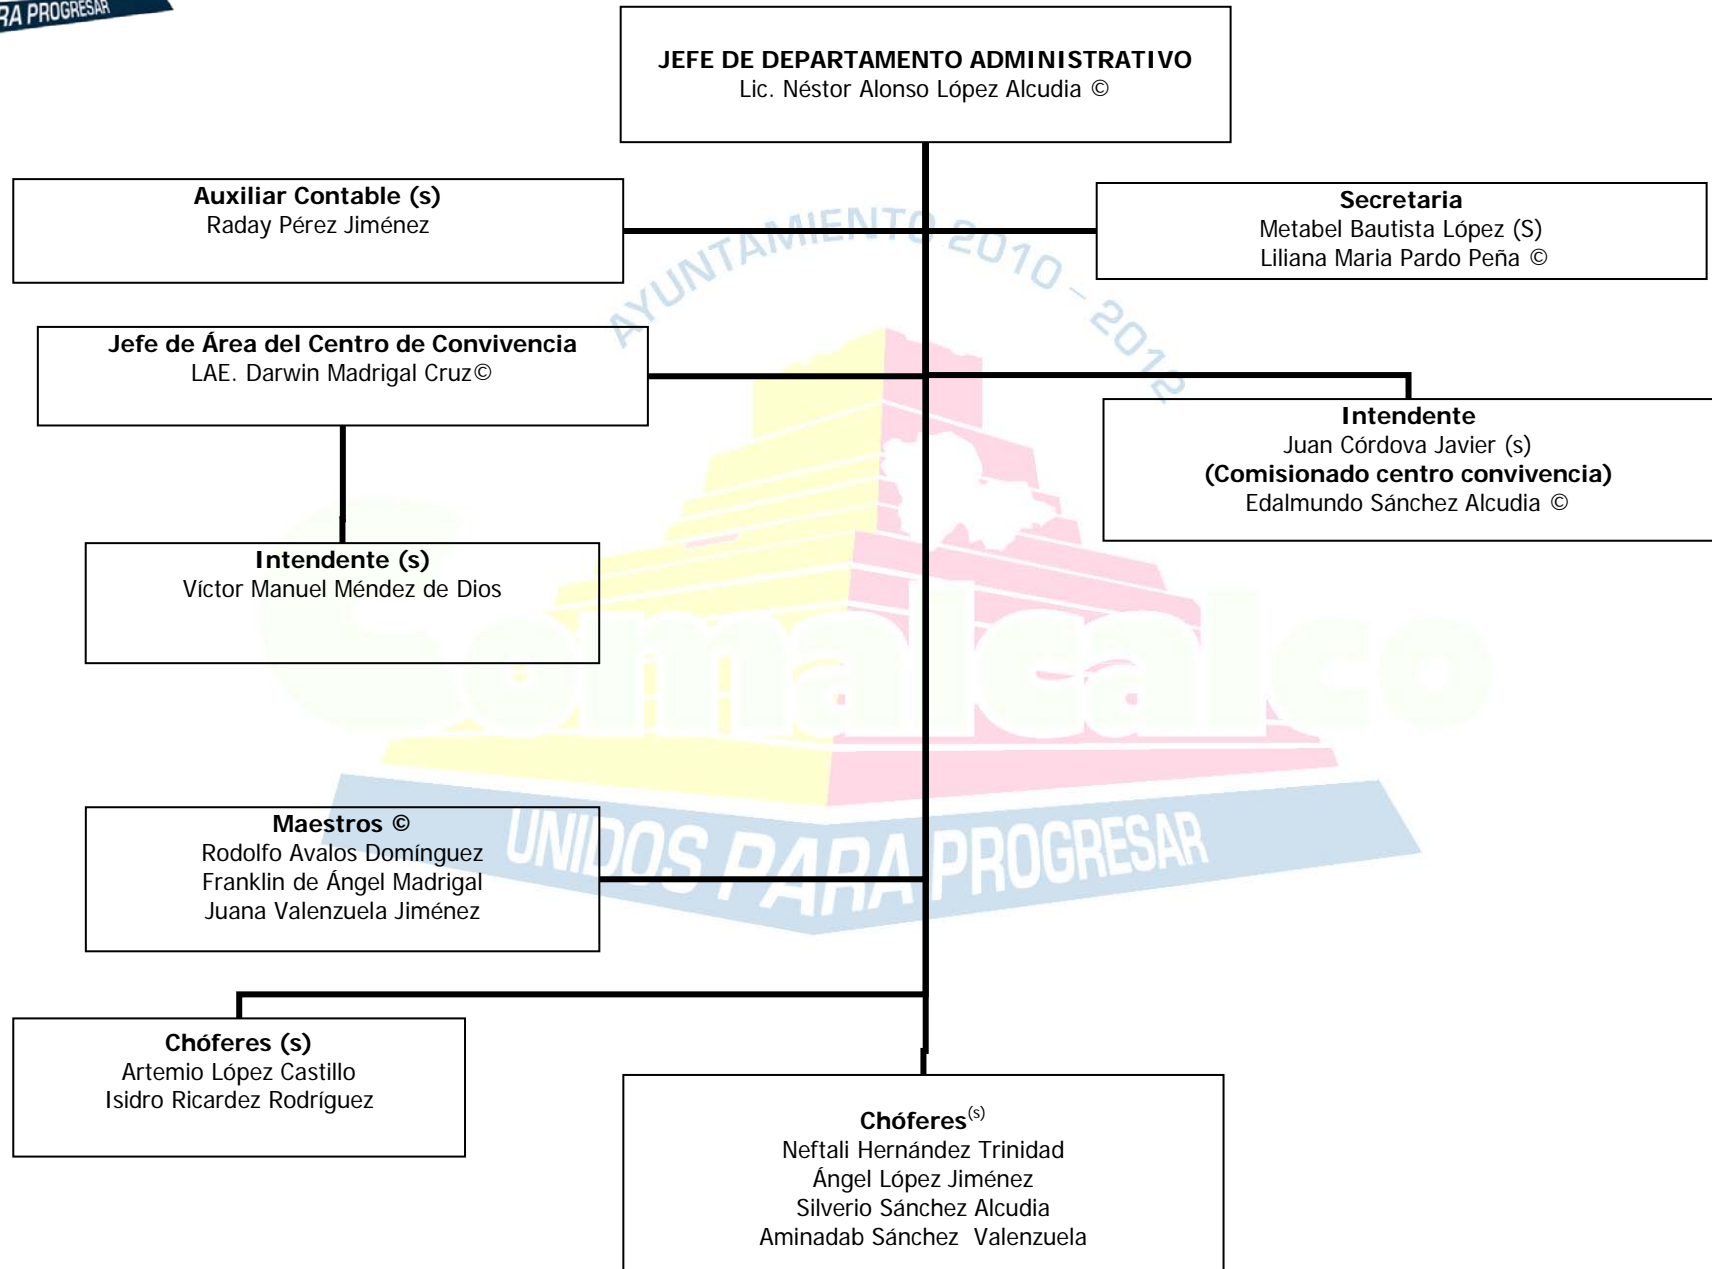 RA PROGRESAR
JEFE DE DEPARTAMENTO ADMINISTRATIVO
Lic. Néstor Alonso López Alcudia ©
Auxiliar Contable (s)
Raday Pérez Jiménez
Secretaria
Metabel Bautista López (S)
Liliana Maria Pardo Peña ©
AYUNTAMIENTO 2010 - 2012
Jefe de Área del Centro de Convivencia
LAE. Darwin Madrigal Cruz©
Intendente
Juan Córdova Javier (s)
(Comisionado centro convivencia)
Edalmundo Sánchez Alcudia ©
Intendente (s)
Víctor Manuel Méndez de Dios
Comalcalco
UNIDOS PARA PROGRESAR
Maestros ©
Rodolfo Avalos Domínguez
Franklin de Ángel Madrigal
Juana Valenzuela Jiménez
Chóferes (s)
Artemio López Castillo
Isidro Ricardez Rodríguez
Chóferes(s)
Neftali Hernández Trinidad
Ángel López Jiménez
Silverio Sánchez Alcudia
Aminadab Sánchez  Valenzuela